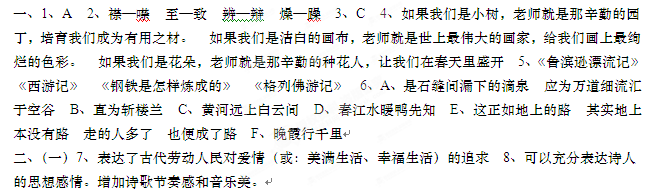 一、1、A 2、襟—噤 至—致 辨—辩 燥—躁 3、C 4、如果我们是小树，老师就是那辛勤的园
丁，培育我们成为有用之材。 如果我们是洁白的画布，老师就是世上最伟大的画家，给我们画上最绚
烂的色彩。 如果我们是花朵，老师就是那辛勤的种花人，让我们在春天里盛开 5、《鲁滨逊漂流记》
《西游记》 《钢铁是怎样炼成的》 《格列佛游记》 6、A、是石缝间漏下的滴泉 应为万道细流汇
于空谷 B、直为斩楼兰 C、黄河远上白云间 D、春江水暖鸭先知 E、这正如地上的路 其实地上
本没有路 走的人多了 也便成了路 F、晚霞行千里
二、（一）7、表达了古代劳动人民对爱情（或：美满生活、幸福生活）的追求 8、可以充分表达诗人
的思想感情。增加诗歌节奏感和音乐美。